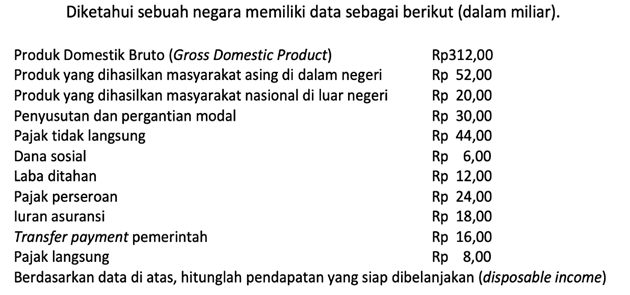 Diketahui sebuah negara memiliki data sebagai berikut (dalam miliar).
Produk Domestik Bruto (Gross Domestic Product) Rp312,00
Produk yang dihasilkan masyarakat asing di dalam negeri Rp 52,00
Produk yang dihasilkan masyarakat nasional di luar negeri Rp 20,00
Penyusutan dan pergantian modal Rp 30,00
Pajak tidak langsung Rp 44,00
Dana sosial Rp 6,00
Laba ditahan Rp 12,00
Pajak perseroan Rp 24,00
Iuran asuransi Rp 18,00
Transfer payment pemerintah Rp 16,00
Pajak langsung Rp 8,00
Berdasarkan data di atas, hitunglah pendapatan yang siap dibelanjakan (disposable income)